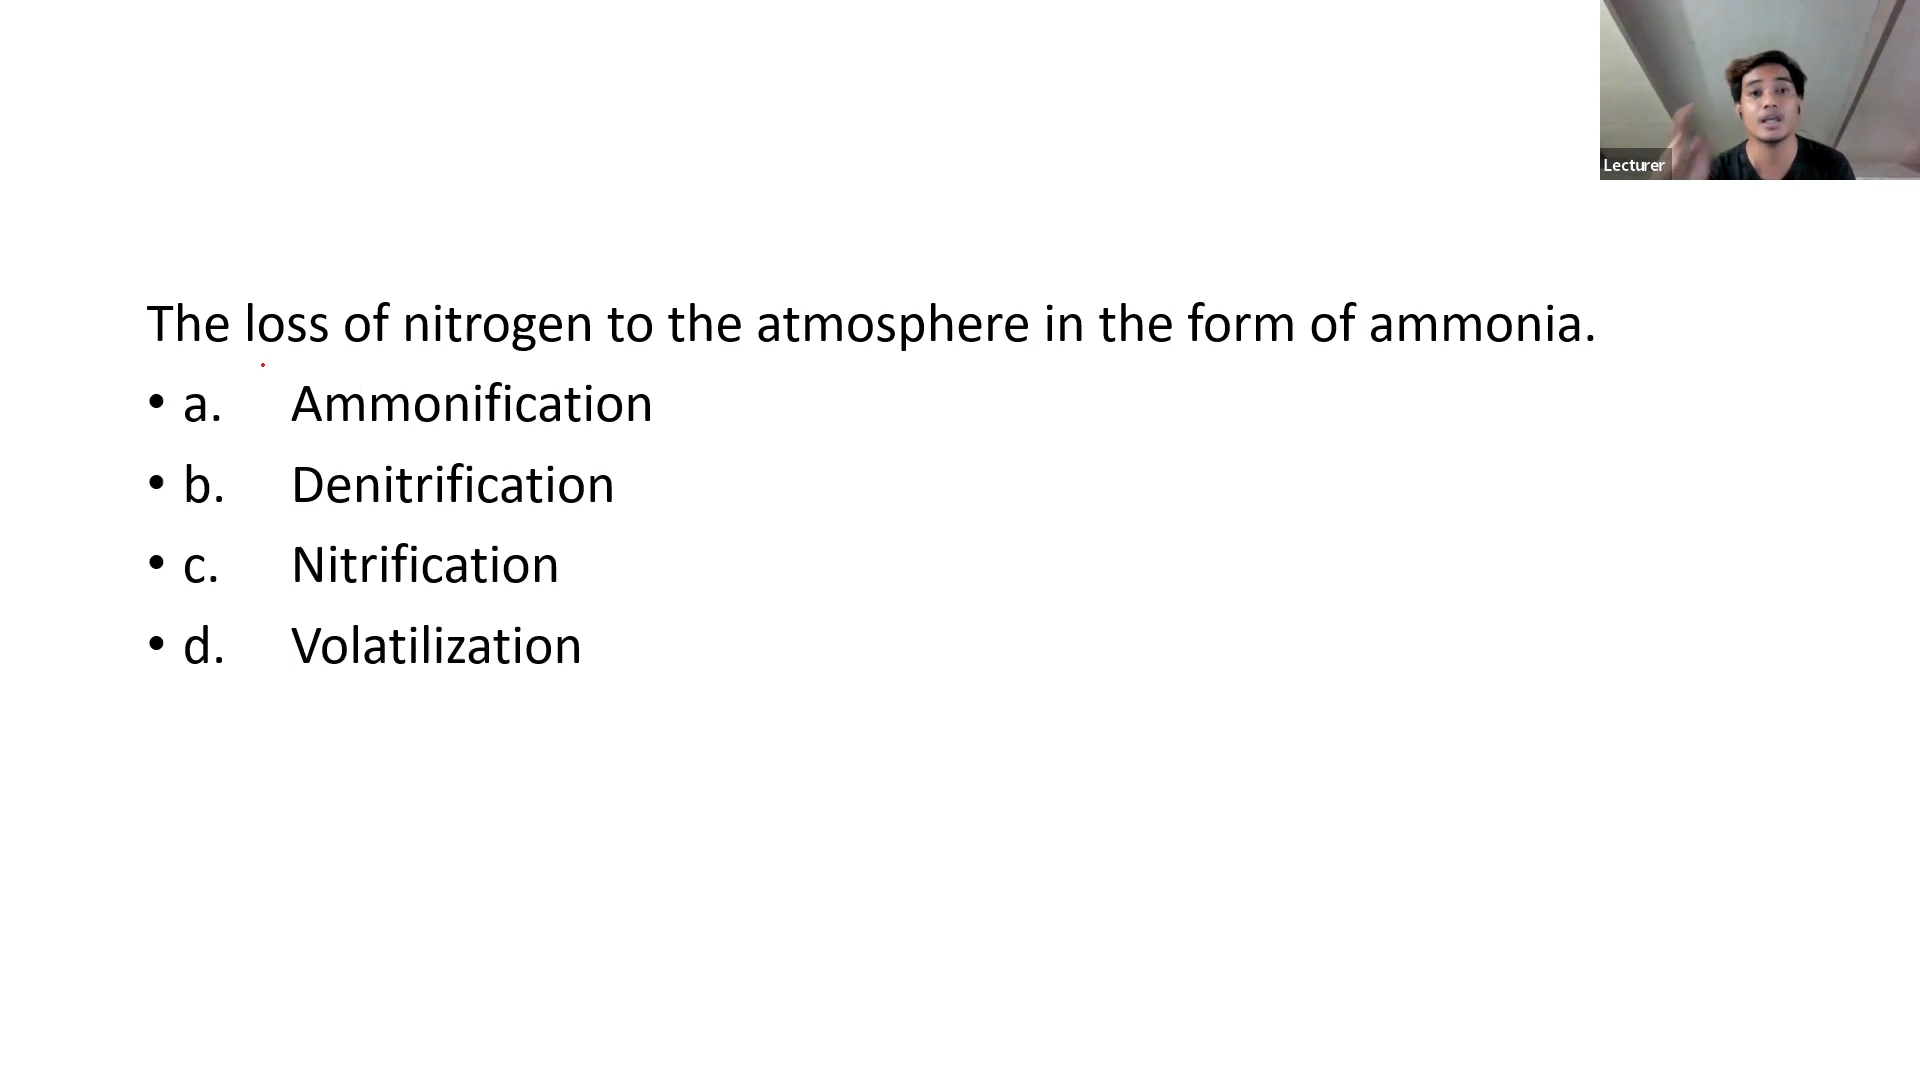 Lecturer
The loss of nitrogen to the atmosphere in the form of ammonia.
• a. Ammonification
• b. Denitrification
• c. Nitrification
• d. Volatilization